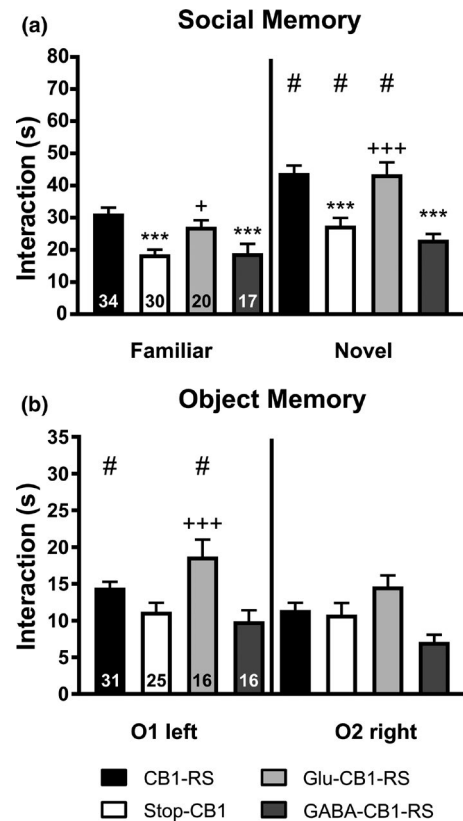 (a) Social Memory
Interaction (s)
80
70
60
50
40
30
20
10
0
# # #
*** + *** *** +++ ***
34 30 20 17
Familiar Novel
(b) Object Memory
Interaction (s)
35
30
25
20
15
10
5
0
# #
+++
31 25 16 16
O1 left O2 right
CB1-RS Glu-CB1-RS
Stop-CB1 GABA-CB1-RS